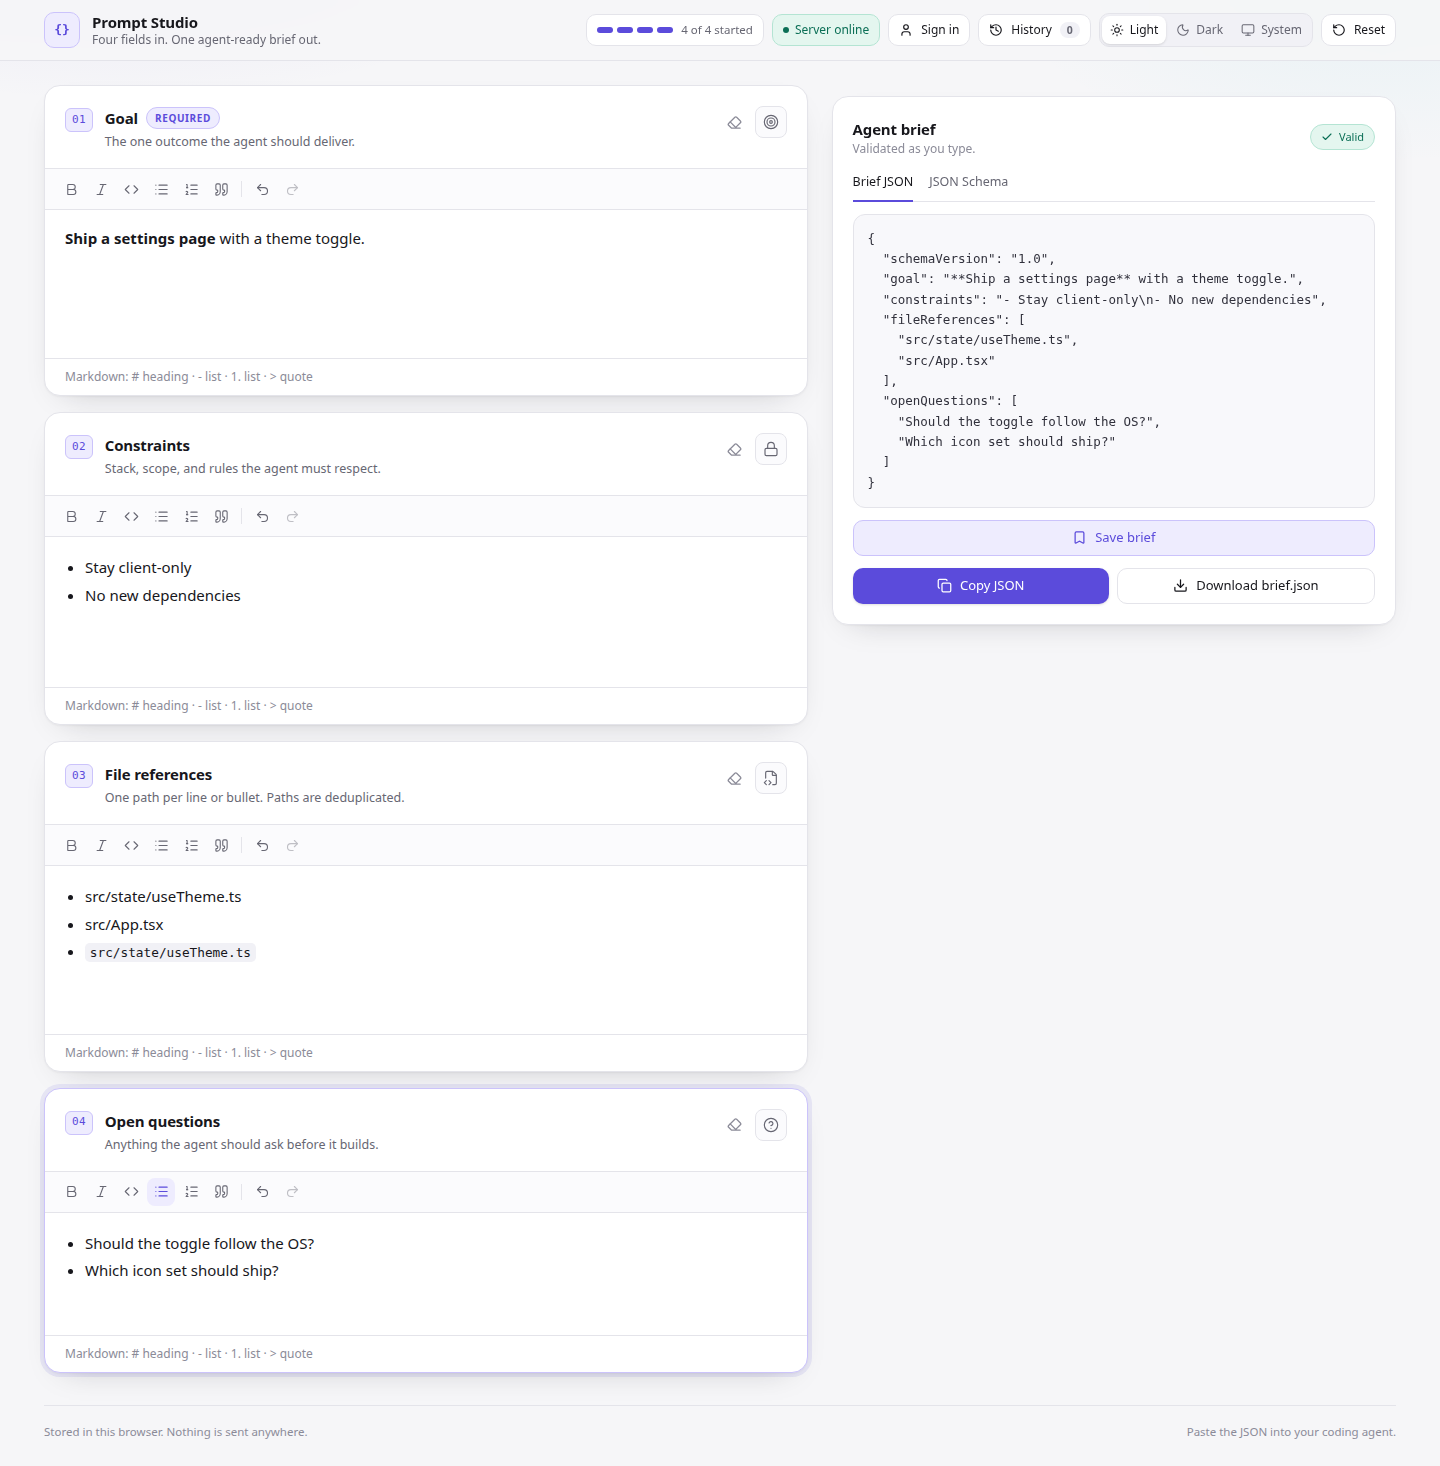 {}
Prompt Studio
Four fields in. One agent-ready brief out.
4 of 4 started
Server online
Sign in
History 0
Light
Dark
System
Reset
01
Goal REQUIRED
The one outcome the agent should deliver.
Ship a settings page with a theme toggle.
Markdown: # heading · - list · 1. list · > quote
02
Constraints
Stack, scope, and rules the agent must respect.
• Stay client-only
• No new dependencies
Markdown: # heading · - list · 1. list · > quote
03
File references
One path per line or bullet. Paths are deduplicated.
• src/state/useTheme.ts
• src/App.tsx
• src/state/useTheme.ts
Markdown: # heading · - list · 1. list · > quote
04
Open questions
Anything the agent should ask before it builds.
• Should the toggle follow the OS?
• Which icon set should ship?
Markdown: # heading · - list · 1. list · > quote
Agent brief
Validated as you type.
Valid
Brief JSON
JSON Schema
{
  "schemaVersion": "1.0",
  "goal": "**Ship a settings page** with a theme toggle.",
  "constraints": "- Stay client-only\n- No new dependencies",
  "fileReferences": [
    "src/state/useTheme.ts",
    "src/App.tsx"
  ],
  "openQuestions": [
    "Should the toggle follow the OS?",
    "Which icon set should ship?"
  ]
}
Save brief
Copy JSON
Download brief.json
Stored in this browser. Nothing is sent anywhere.
Paste the JSON into your coding agent.